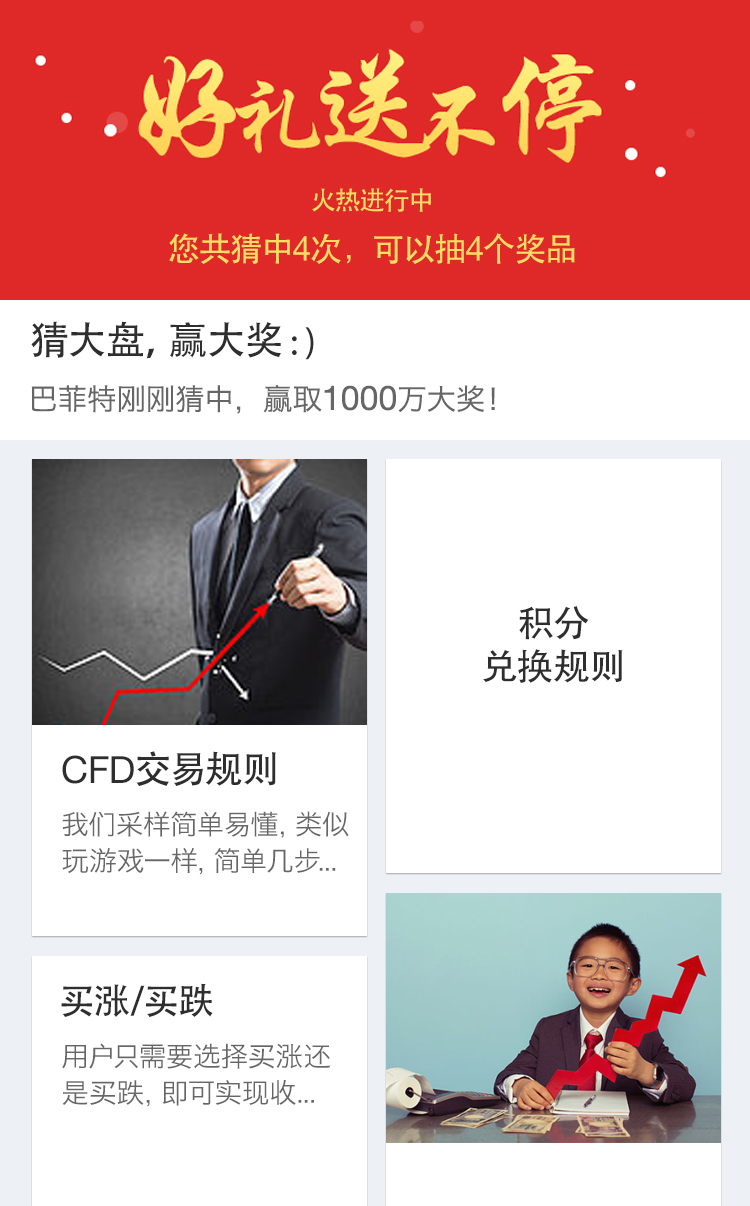 好礼送不停
火热进行中
您共猜中4次，可以抽4个奖品
猜大盘, 赢大奖:)
巴菲特刚刚猜中，赢取1000万大奖!
CFD交易规则
我们采样简单易懂, 类似
玩游戏一样, 简单几步...
积分
兑换规则
买涨/买跌
用户只需要选择买涨还
是买跌, 即可实现收...